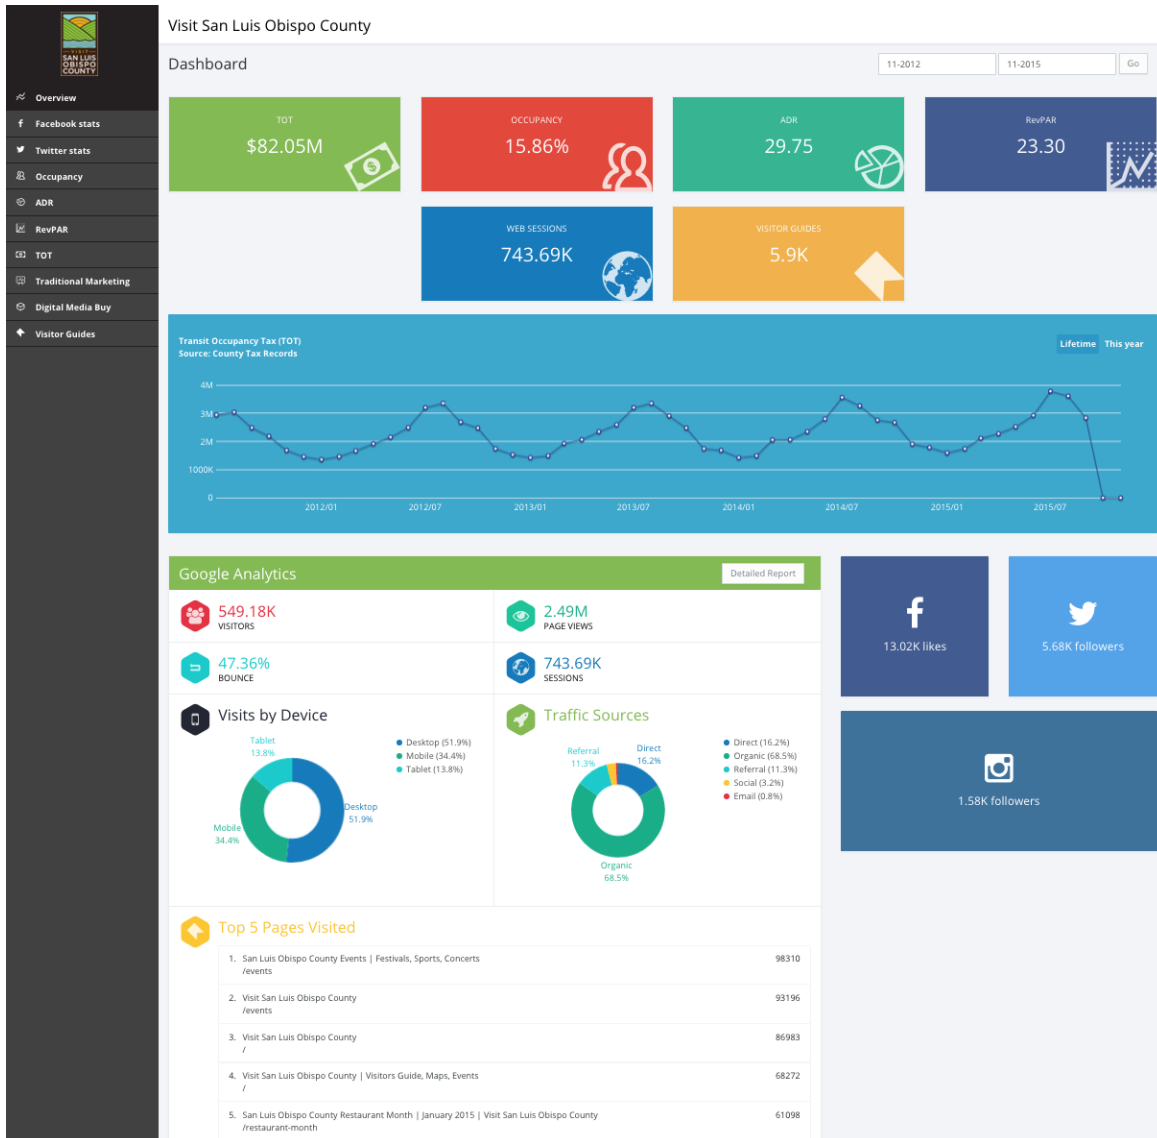 VISIT
SAN LUIS
OBISPO
COUNTY
Visit San Luis Obispo County
Dashboard
11-2012
11-2015
Go
Overview
Facebook stats
Twitter stats
Occupancy
ADR
RevPAR
TOT
Traditional Marketing
Digital Media Buy
Visitor Guides
TOT
$82.05M
OCCUPANCY
15.86%
ADR
29.75
RevPAR
23.30
WEB SESSIONS
743.69K
VISITOR GUIDES
5.9K
Transit Occupancy Tax (TOT)
Source: County Tax Records
Lifetime
This year
4M
3M
2M
1000K
0
2012/01
2012/07
2013/01
2013/07
2014/01
2014/07
2015/01
2015/07
Google Analytics
Detailed Report
549.18K
VISITORS
2.49M
PAGE VIEWS
47.36%
BOUNCE
743.69K
SESSIONS
Visits by Device
Tablet
13.8%
Desktop
51.9%
Mobile
34.4%
Desktop (51.9%)
Mobile (34.4%)
Tablet (13.8%)
Traffic Sources
Referral
11.3%
Direct
16.2%
Organic
68.5%
Direct (16.2%)
Organic (68.5%)
Referral (11.3%)
Social (3.2%)
Email (0.8%)
13.02K likes
5.68K followers
1.58K followers
Top 5 Pages Visited
1. San Luis Obispo County Events | Festivals, Sports, Concerts 98310
/events
2. Visit San Luis Obispo County 93196
/events
3. Visit San Luis Obispo County 86983
/
4. Visit San Luis Obispo County | Visitors Guide, Maps, Events 68272
/
5. San Luis Obispo County Restaurant Month | January 2015 | Visit San Luis Obispo County 61098
/restaurant-month